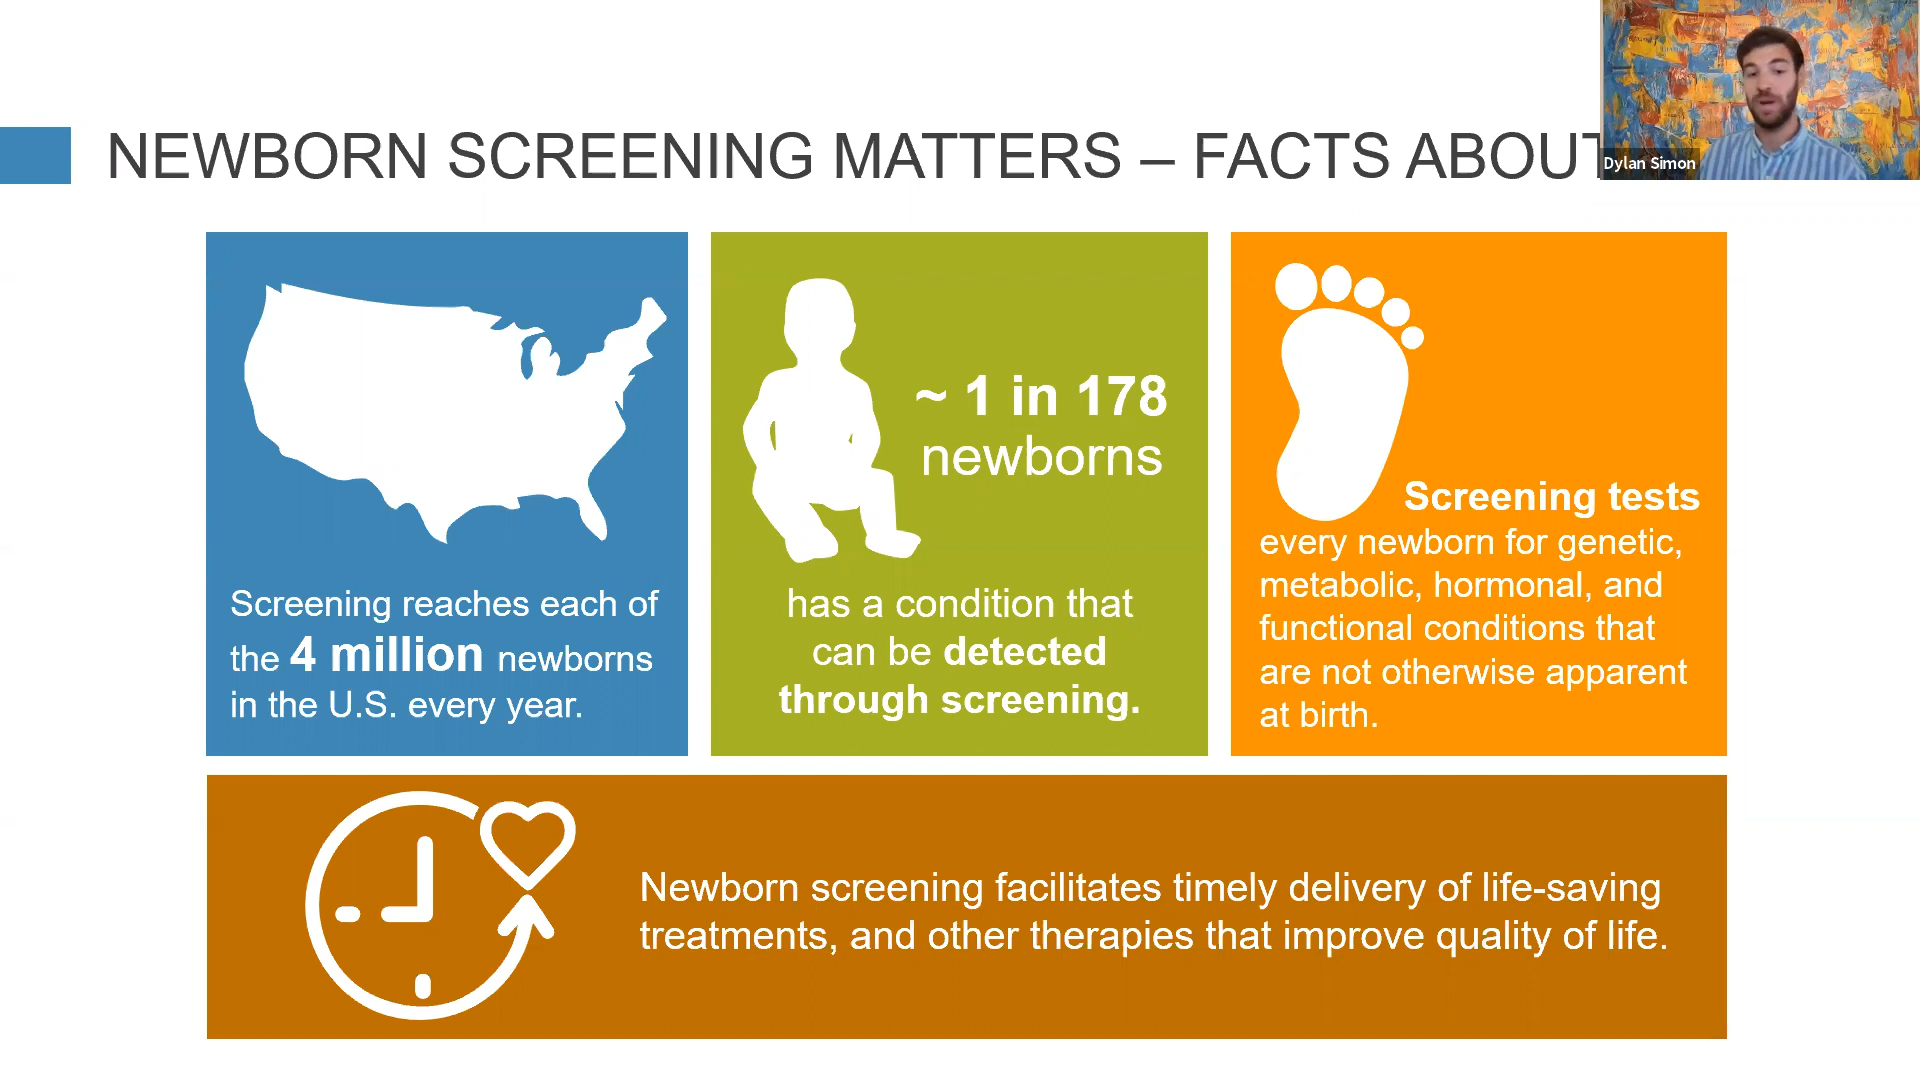 NEWBORN SCREENING MATTERS – FACTS ABOUT
Dylan Simon
Screening reaches each of
the 4 million newborns
in the U.S. every year.
~ 1 in 178
newborns
has a condition that
can be detected
through screening.
Screening tests
every newborn for genetic,
metabolic, hormonal, and
functional conditions that
are not otherwise apparent
at birth.
Newborn screening facilitates timely delivery of life-saving
treatments, and other therapies that improve quality of life.